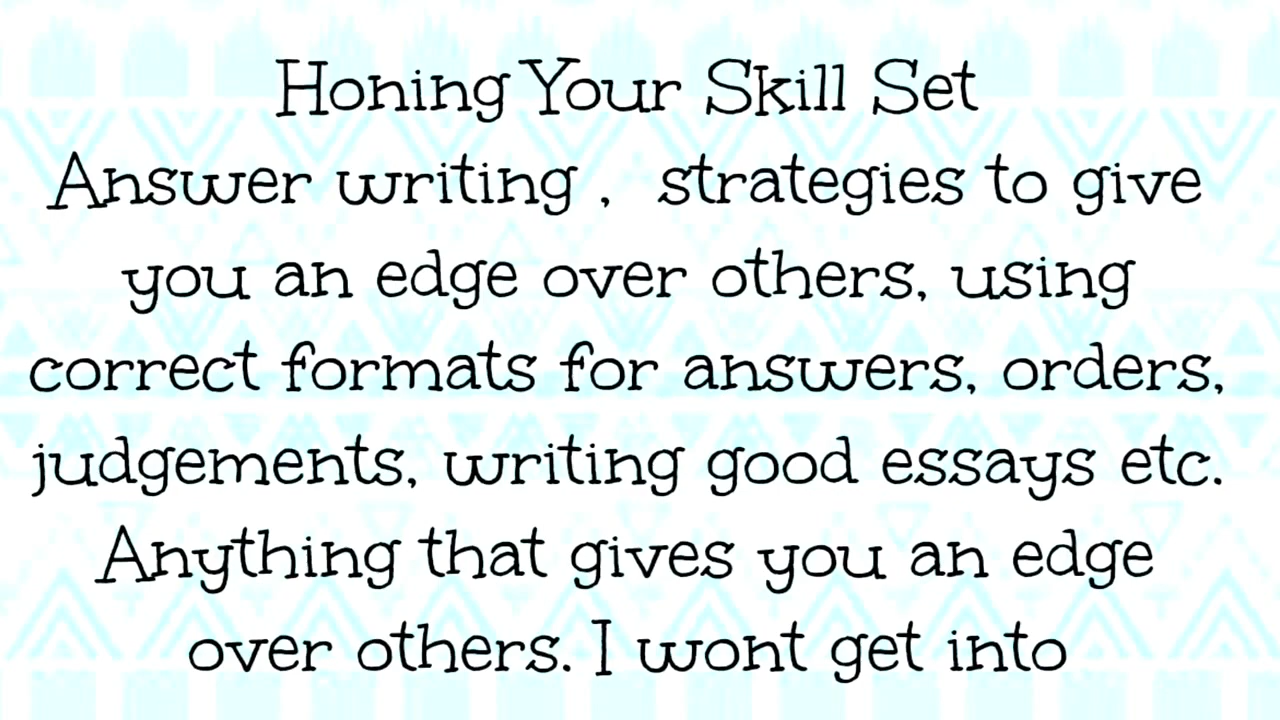 Honing Your Skill Set
Answer writing ,  strategies to give
you an edge over others, using
correct formats for answers, orders,
judgements, writing good essays etc.
Anything that gives you an edge
over others. I wont get into